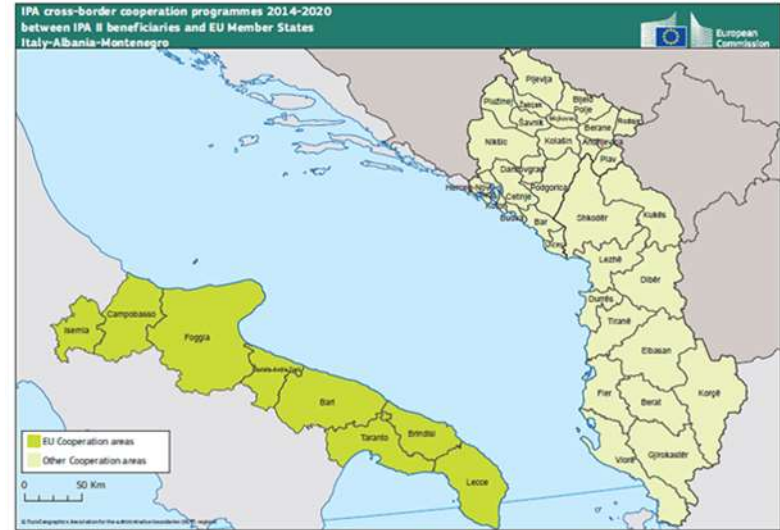 IPA cross-border cooperation programmes 2014-2020
between IPA II beneficiaries and EU Member States
Italy-Albania-Montenegro
European
Commission
Pljevlja
Plužinej
Žabljak
Bijelo
Polje
Šavnik
Berane
Nikšić
Kolašin
Andrijevica
Plav
Danilovgrad
Podgorica
Cetinje
Budva
Bar
Shkodër
Kukës
Lezhë
Dibër
Durrës
Tiranë
Elbasan
Fier
Berat
Korçë
Vlorë
Gjirokastër
Isernia
Campobasso
Foggia
Bari
Taranto
Brindisi
Lecce
EU Cooperation areas
Other Cooperation areas
0 50 Km